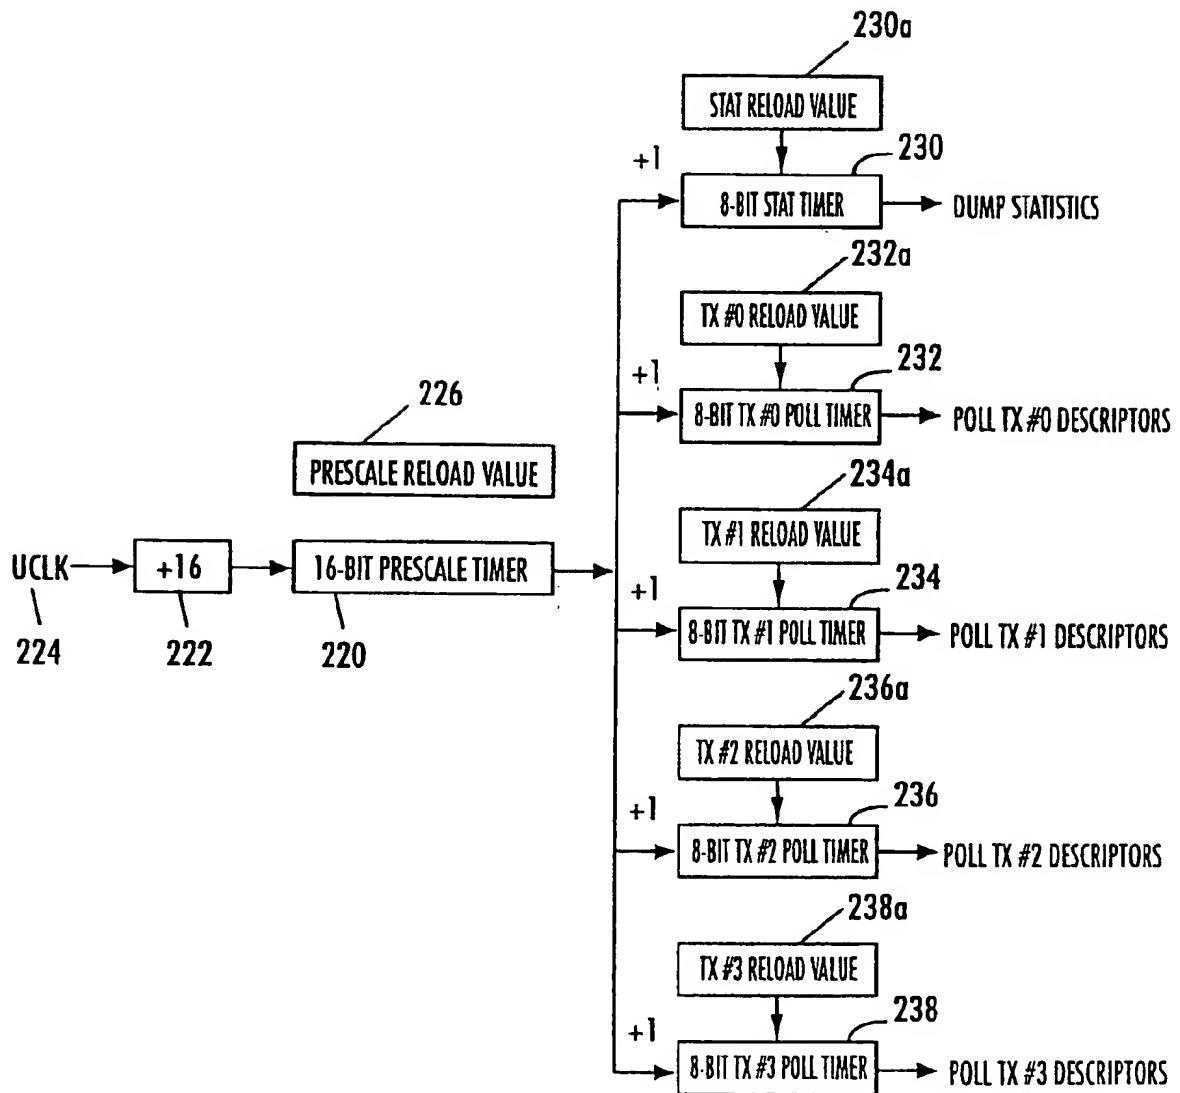 230a
STAT RELOAD VALUE
+1
230
8-BIT STAT TIMER
DUMP STATISTICS
232a
TX #0 RELOAD VALUE
+1
232
8-BIT TX #0 POLL TIMER
POLL TX #0 DESCRIPTORS
226
PRESCALE RELOAD VALUE
234a
TX #1 RELOAD VALUE
UCLK
+16
16-BIT PRESCALE TIMER
224
222
220
+1
234
8-BIT TX #1 POLL TIMER
POLL TX #1 DESCRIPTORS
236a
TX #2 RELOAD VALUE
+1
236
8-BIT TX #2 POLL TIMER
POLL TX #2 DESCRIPTORS
238a
TX #3 RELOAD VALUE
+1
238
8-BIT TX #3 POLL TIMER
POLL TX #3 DESCRIPTORS